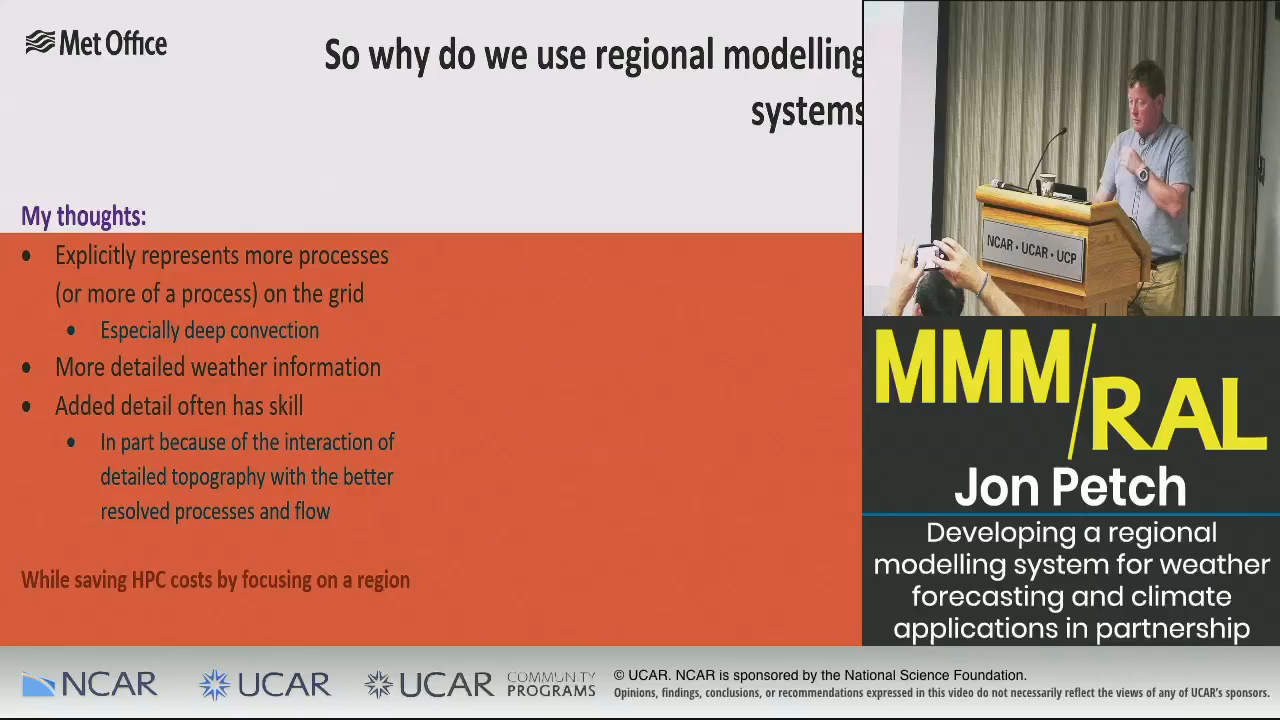 Met Office
So why do we use regional modelling
systems
My thoughts:
• Explicitly represents more processes
(or more of a process) on the grid
• Especially deep convection
• More detailed weather information
• Added detail often has skill
• In part because of the interaction of
detailed topography with the better
resolved processes and flow
While saving HPC costs by focusing on a region
NCAR • UCAR • UCP
MMM/RAL
Jon Petch
Developing a regional
modelling system for weather
forecasting and climate
applications in partnership
NCAR
UCAR
UCAR
COMMUNITY
PROGRAMS
© UCAR. NCAR is sponsored by the National Science Foundation.
Opinions, findings, conclusions, or recommendations expressed in this video do not necessarily reflect the views of any of UCAR's sponsors.